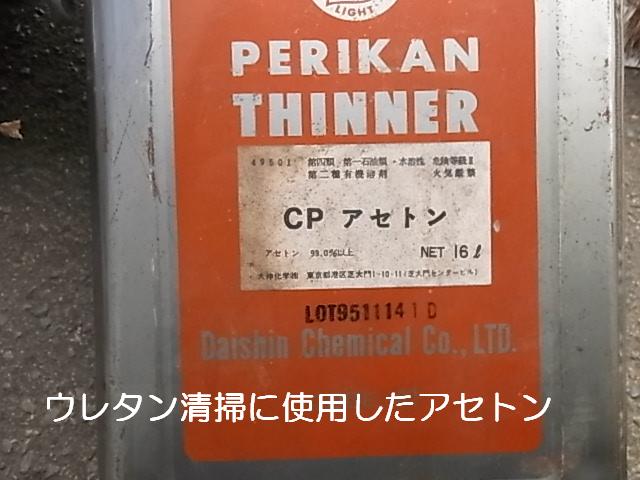 LIGHT
PERIKAN
THINNER
49501 第四類 第一石油類・水溶性 危険等級Ⅱ
第二種有機溶剤 火気厳禁
CP アセトン
アセトン 99.0%以上 NET 16ℓ
大伸化学㈱ 東京都港区芝大門1-10-11(芝大門センタービル)
LOT9511141D
Daishin Chemical Co., LTD.
ウレタン清掃に使用したアセトン